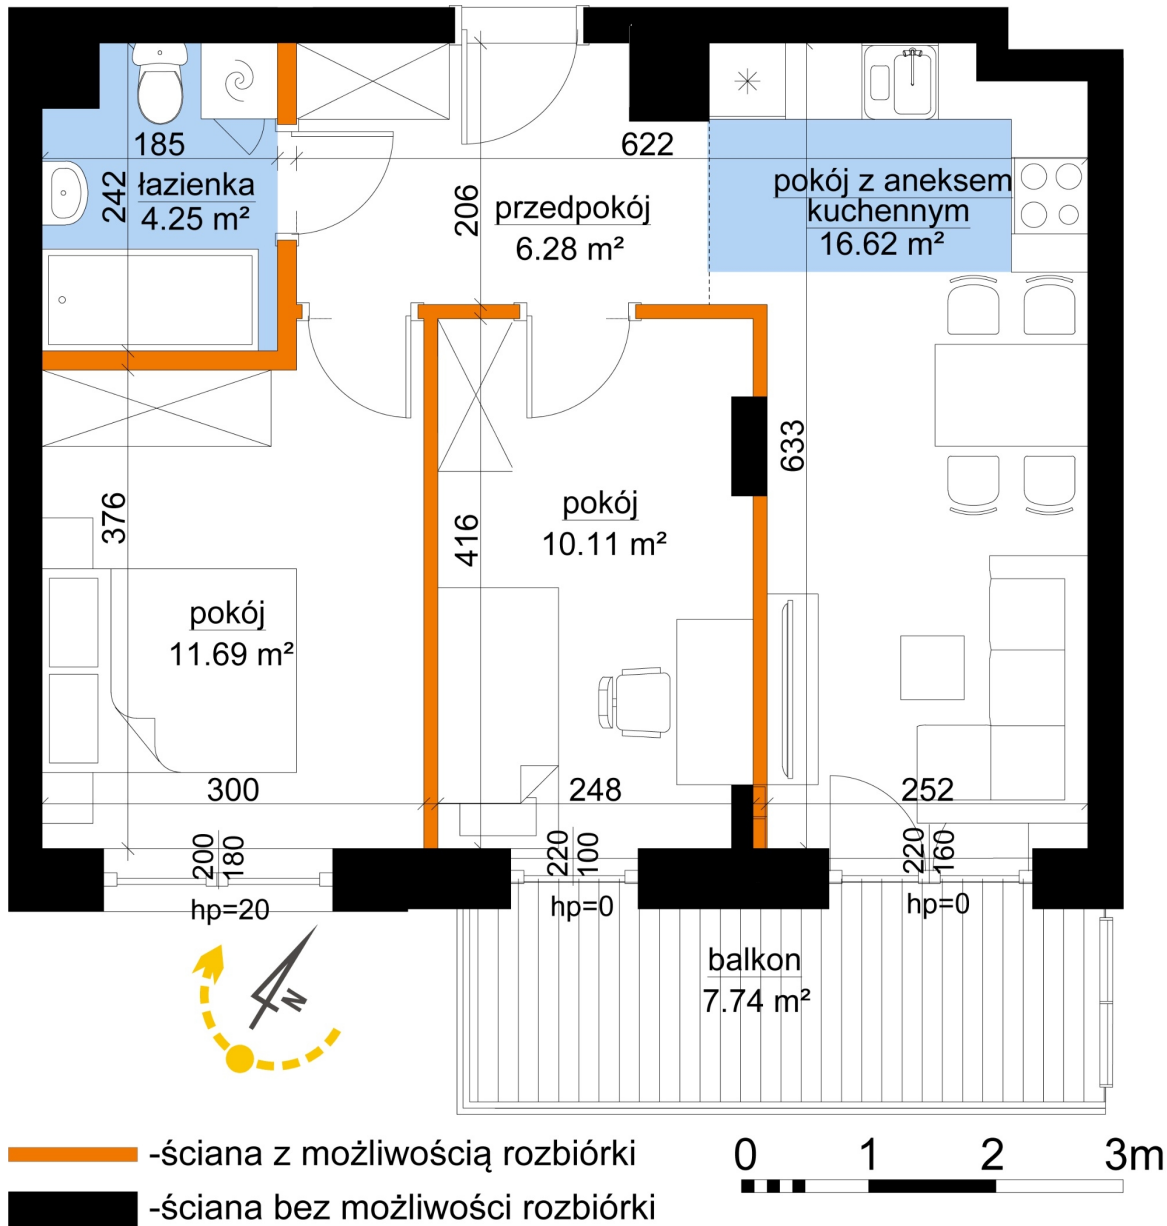 185
622
242
łazienka
4.25 m²
206
przedpokój
6.28 m²
pokój z aneksem
kuchennym
16.62 m²
376
416
633
pokój
10.11 m²
pokój
11.69 m²
300
248
252
200
180
220
100
220
160
hp=20
hp=0
hp=0
balkon
7.74 m²
N
-ściana z możliwością rozbiórki
0 1 2 3m
-ściana bez możliwości rozbiórki